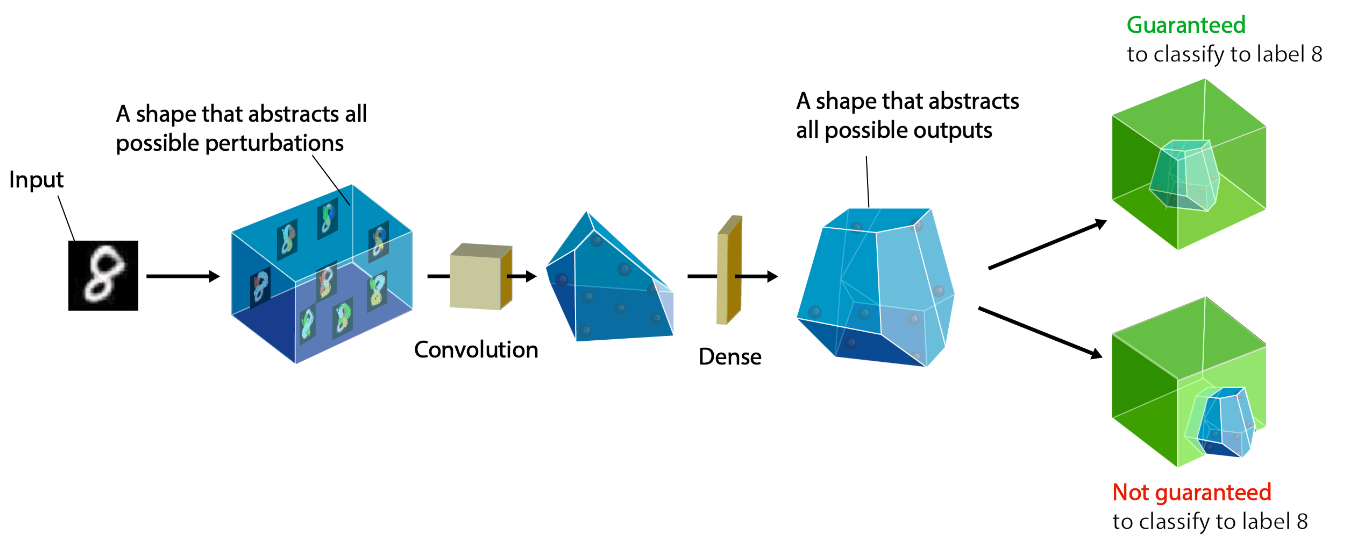 Guaranteed
to classify to label 8
A shape that abstracts all
possible perturbations
A shape that abstracts
all possible outputs
Input
Convolution
Dense
Not guaranteed
to classify to label 8